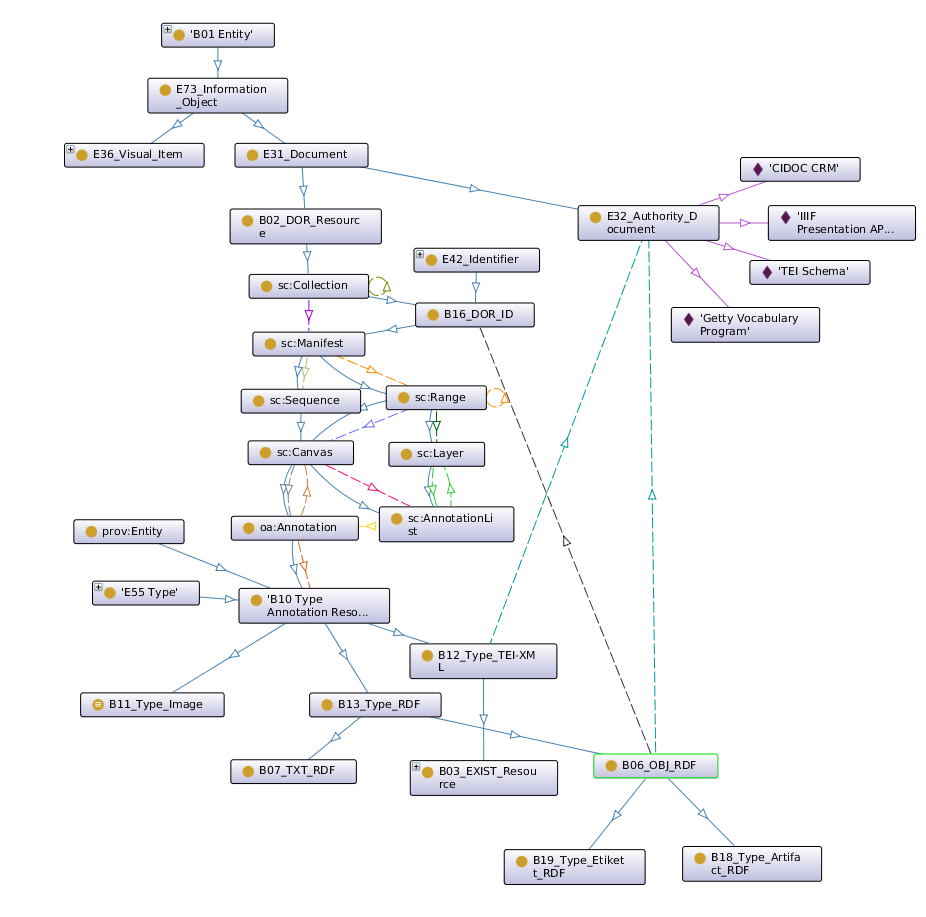 'B01 Entity'
E73_Information
_Object
E36_Visual_Item
E31_Document
'CIDOC CRM'
B02_DOR_Resourc
e
E32_Authority_D
ocument
'IIIF
Presentation AP...
E42_Identifier
'TEI Schema'
sc:Collection
B16_DOR_ID
'Getty Vocabulary
Program'
sc:Manifest
sc:Sequence
sc:Range
sc:Canvas
sc:Layer
oa:Annotation
sc:AnnotationLi
st
prov:Entity
'E55 Type'
'B10 Type
Annotation Reso...
B12_Type_TEI-XM
L
B11_Type_Image
B13_Type_RDF
B07_TXT_RDF
B03_EXIST_Resou
rce
B06_OBJ_RDF
B19_Type_Etiket
t_RDF
B18_Type_Artifa
ct_RDF